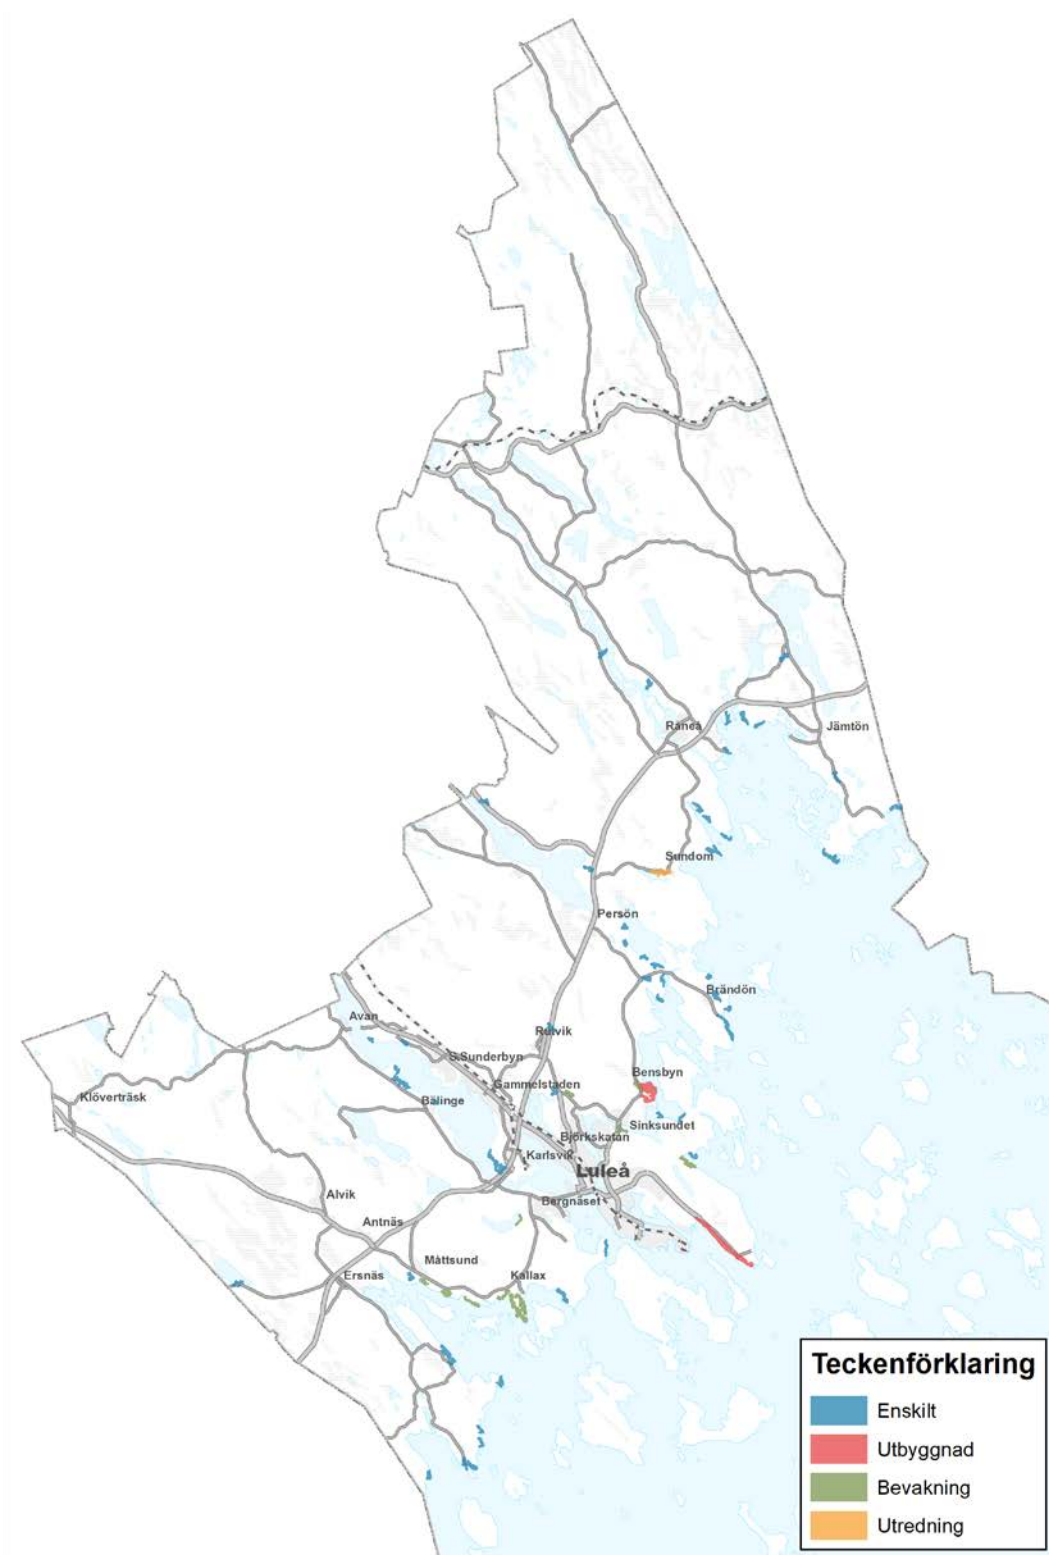 Råneå
Jämtön
Sundom
Persön
Brändön
Avan
Rutvik
S.Sunderbyn
Bensbyn
Gammelstaden
Klöverträsk
Bälinge
Sinksundet
Björkskatan
Karlsvik
Luleå
Alvik
Bergnäset
Antnäs
Måttsund
Ersnäs
Kallax
Teckenförklaring
Enskilt
Utbyggnad
Bevakning
Utredning